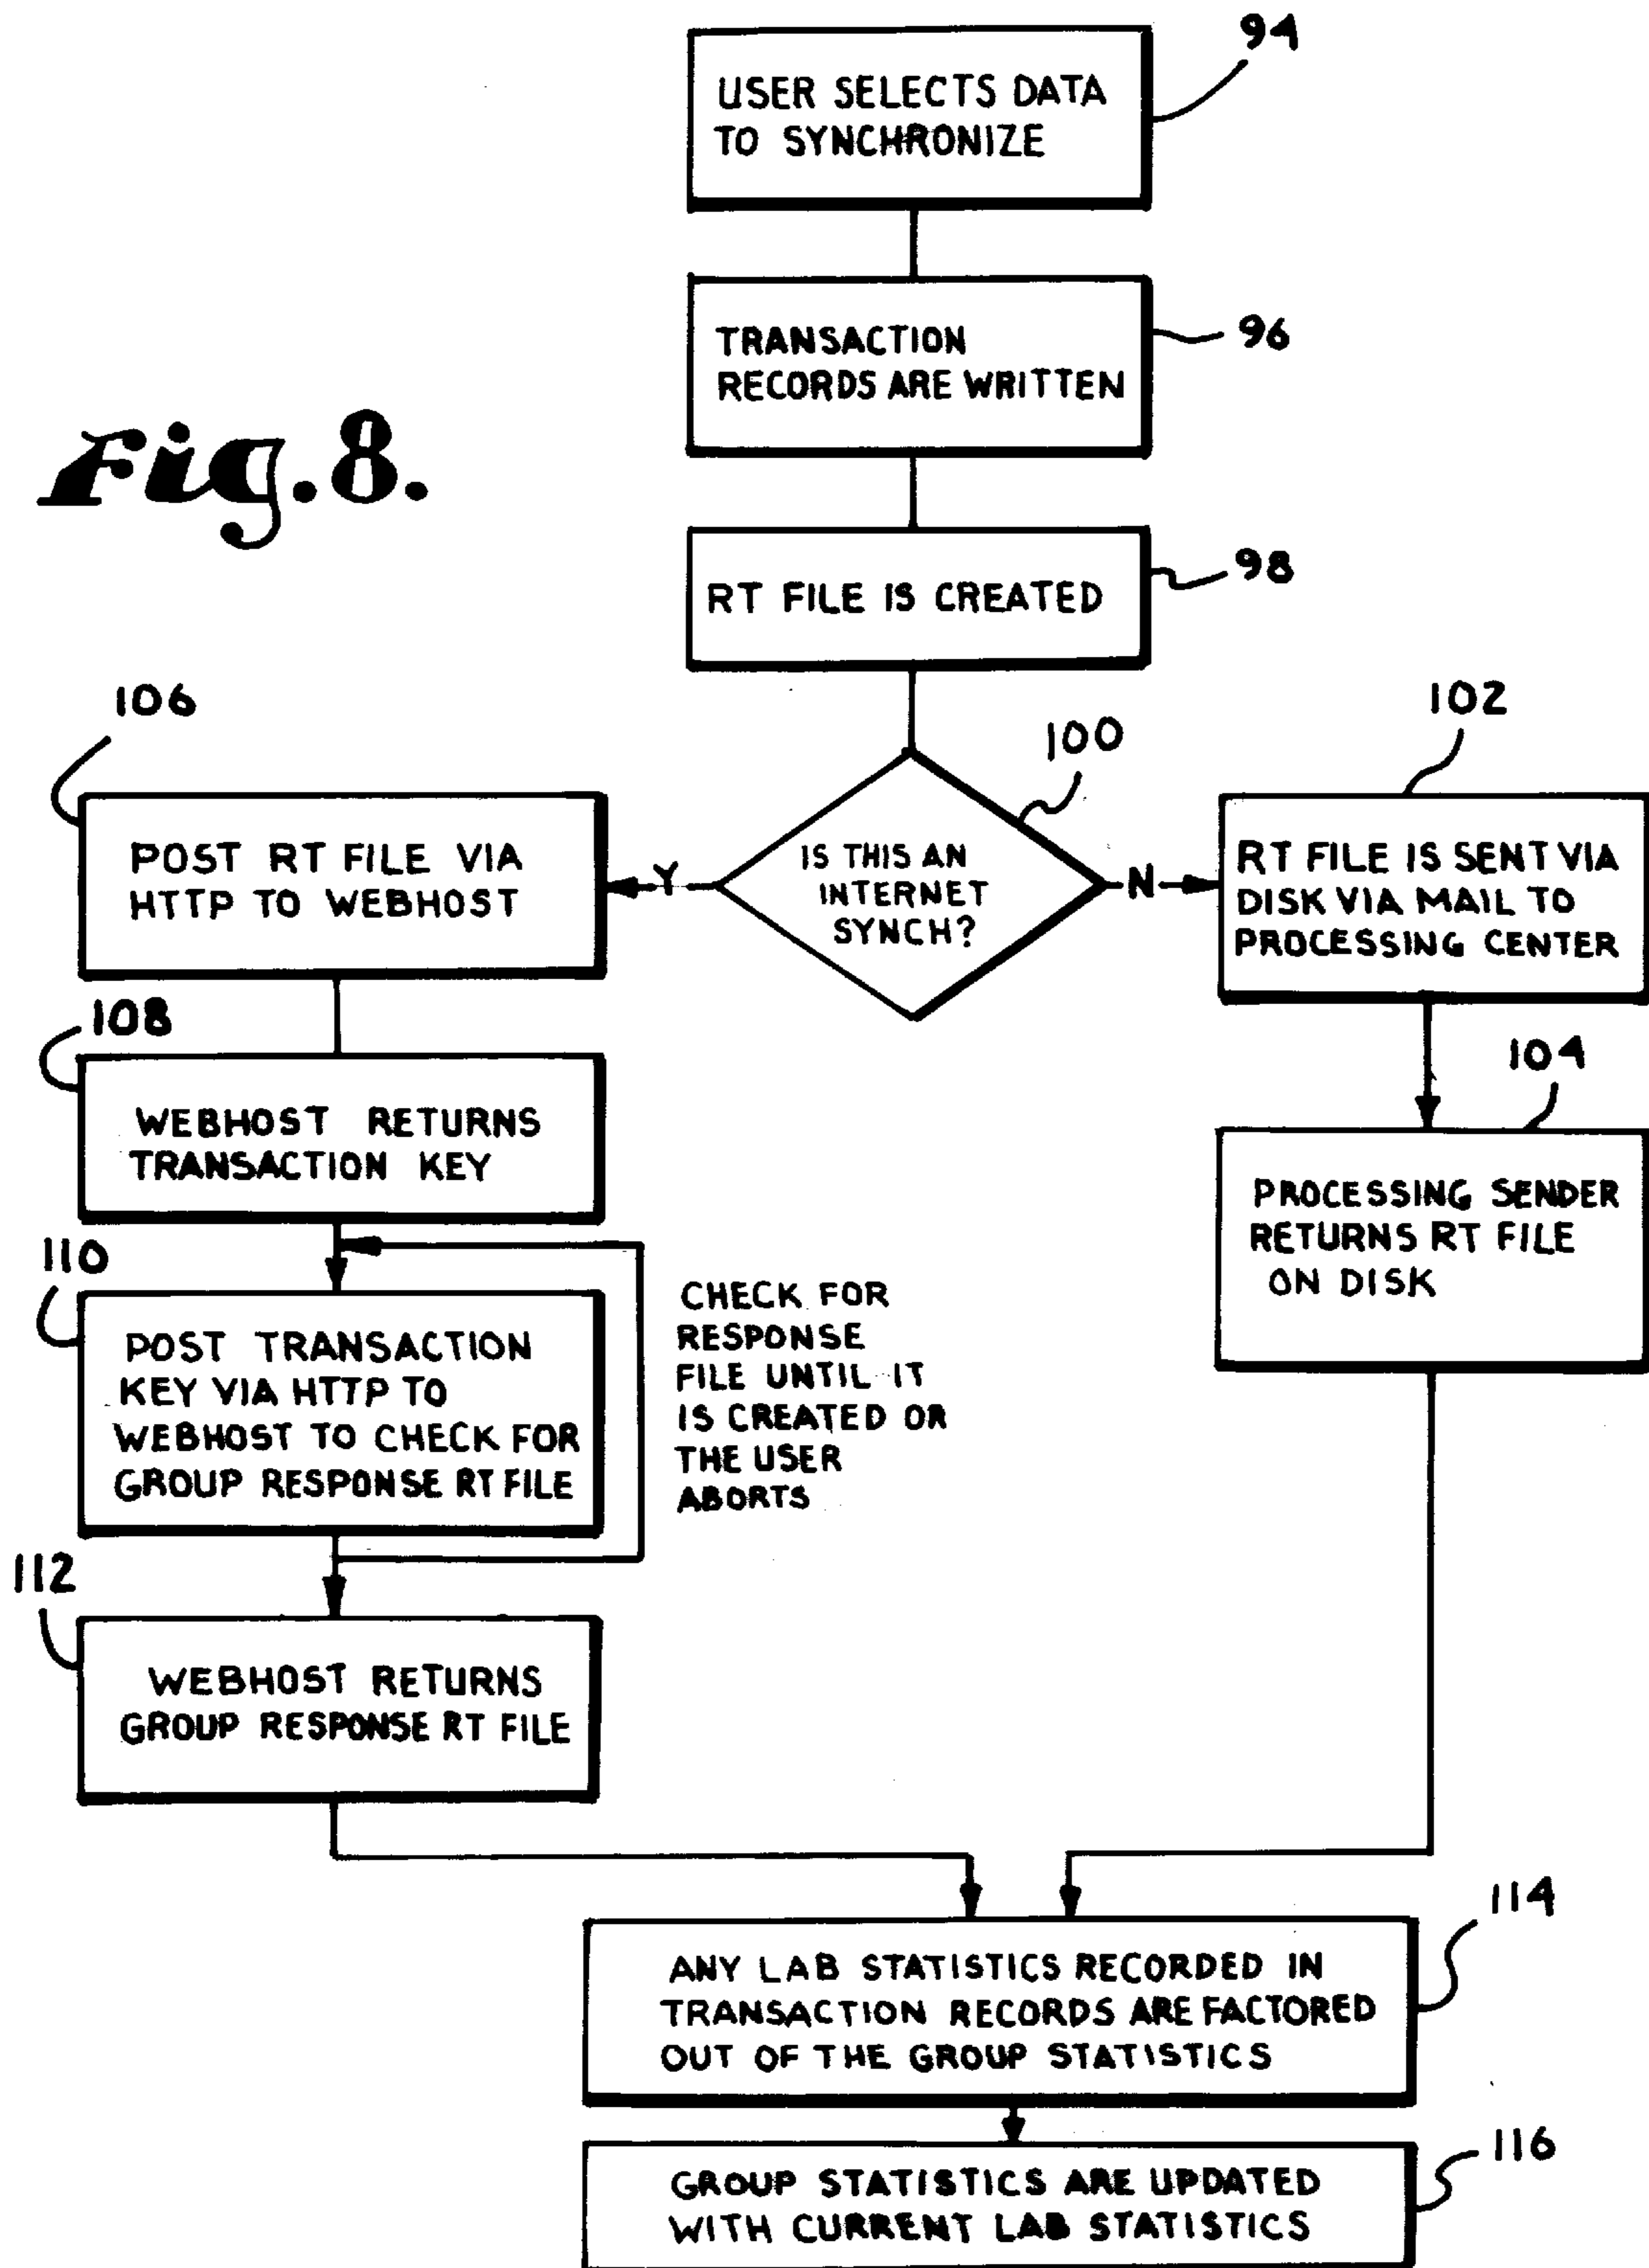 94
USER SELECTS DATA
TO SYNCHRONIZE
TRANSACTION
RECORDS ARE WRITTEN
96
Fig.8.
RT FILE IS CREATED
98
106
102
100
POST RT FILE VIA
HTTP TO WEBHOST
Y
IS THIS AN
INTERNET
SYNCH?
N
RT FILE IS SENT VIA
DISK VIA MAIL TO
PROCESSING CENTER
108
WEBHOST RETURNS
TRANSACTION KEY
104
PROCESSING SENDER
RETURNS RT FILE
ON DISK
110
POST TRANSACTION
KEY VIA HTTP TO
WEBHOST TO CHECK FOR
GROUP RESPONSE RT FILE
CHECK FOR
RESPONSE
FILE UNTIL IT
IS CREATED OR
THE USER
ABORTS
112
WEBHOST RETURNS
GROUP RESPONSE RT FILE
114
ANY LAB STATISTICS RECORDED IN
TRANSACTION RECORDS ARE FACTORED
OUT OF THE GROUP STATISTICS
116
GROUP STATISTICS ARE UPDATED
WITH CURRENT LAB STATISTICS